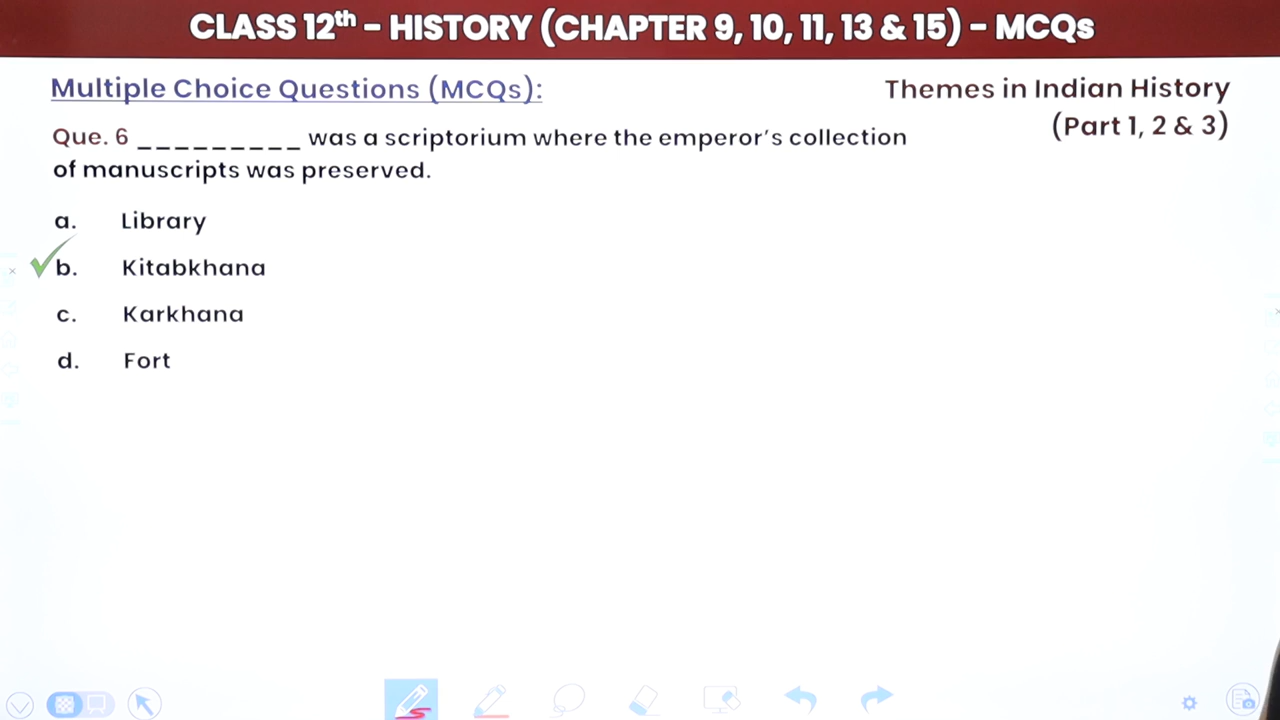 CLASS 12th – HISTORY (CHAPTER 9, 10, 11, 13 & 15) – MCQs
Multiple Choice Questions (MCQs):
Themes in Indian History
(Part 1, 2 & 3)
Que. 6 _________ was a scriptorium where the emperor's collection
of manuscripts was preserved.
a. Library
b. Kitabkhana
c. Karkhana
d. Fort